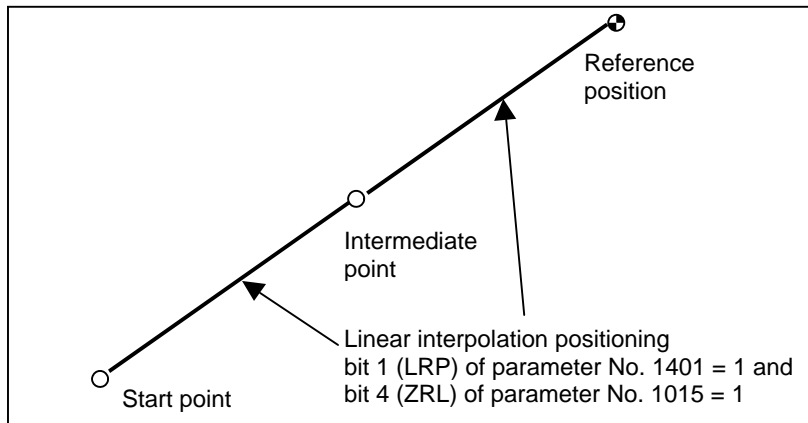 Reference
position
Intermediate
point
Linear interpolation positioning
bit 1 (LRP) of parameter No. 1401 = 1 and
bit 4 (ZRL) of parameter No. 1015 = 1
Start point